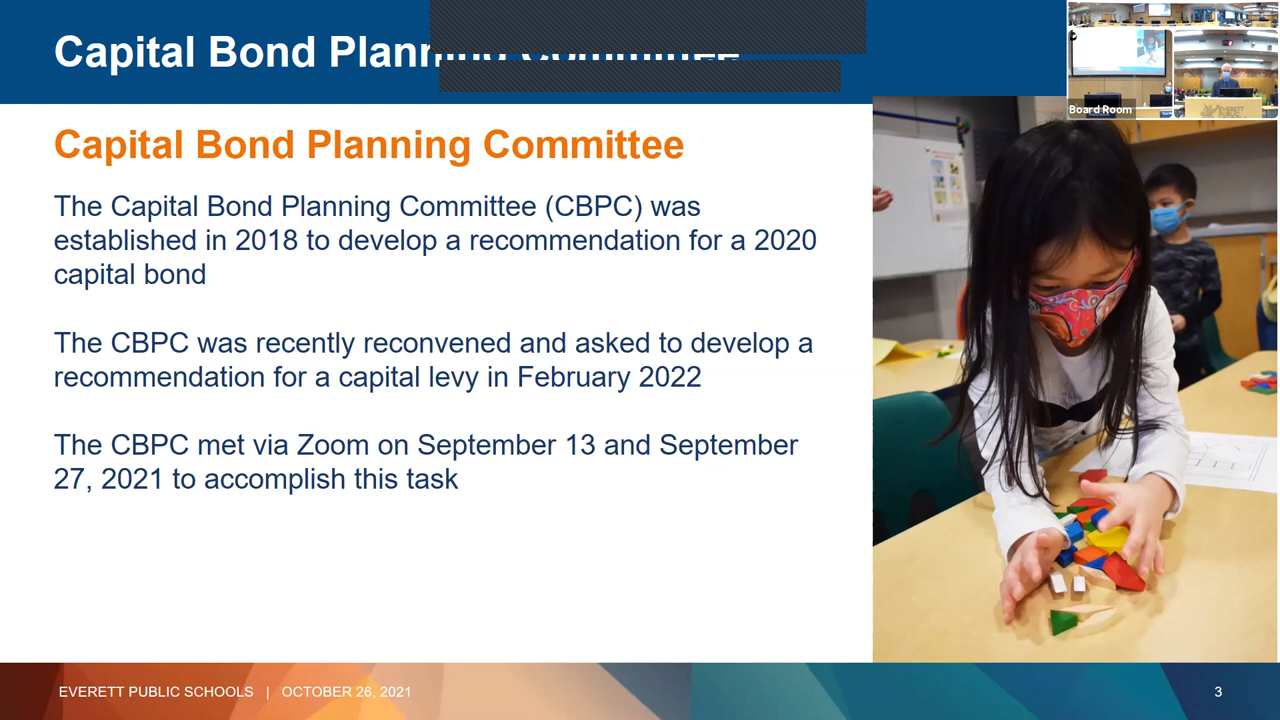 Capital Bond Planning Committee
Capital Bond Planning Committee
The Capital Bond Planning Committee (CBPC) was
established in 2018 to develop a recommendation for a 2020
capital bond
The CBPC was recently reconvened and asked to develop a
recommendation for a capital levy in February 2022
The CBPC met via Zoom on September 13 and September
27, 2021 to accomplish this task
Board Room
EVERETT
EVERETT PUBLIC SCHOOLS | OCTOBER 26, 2021
3